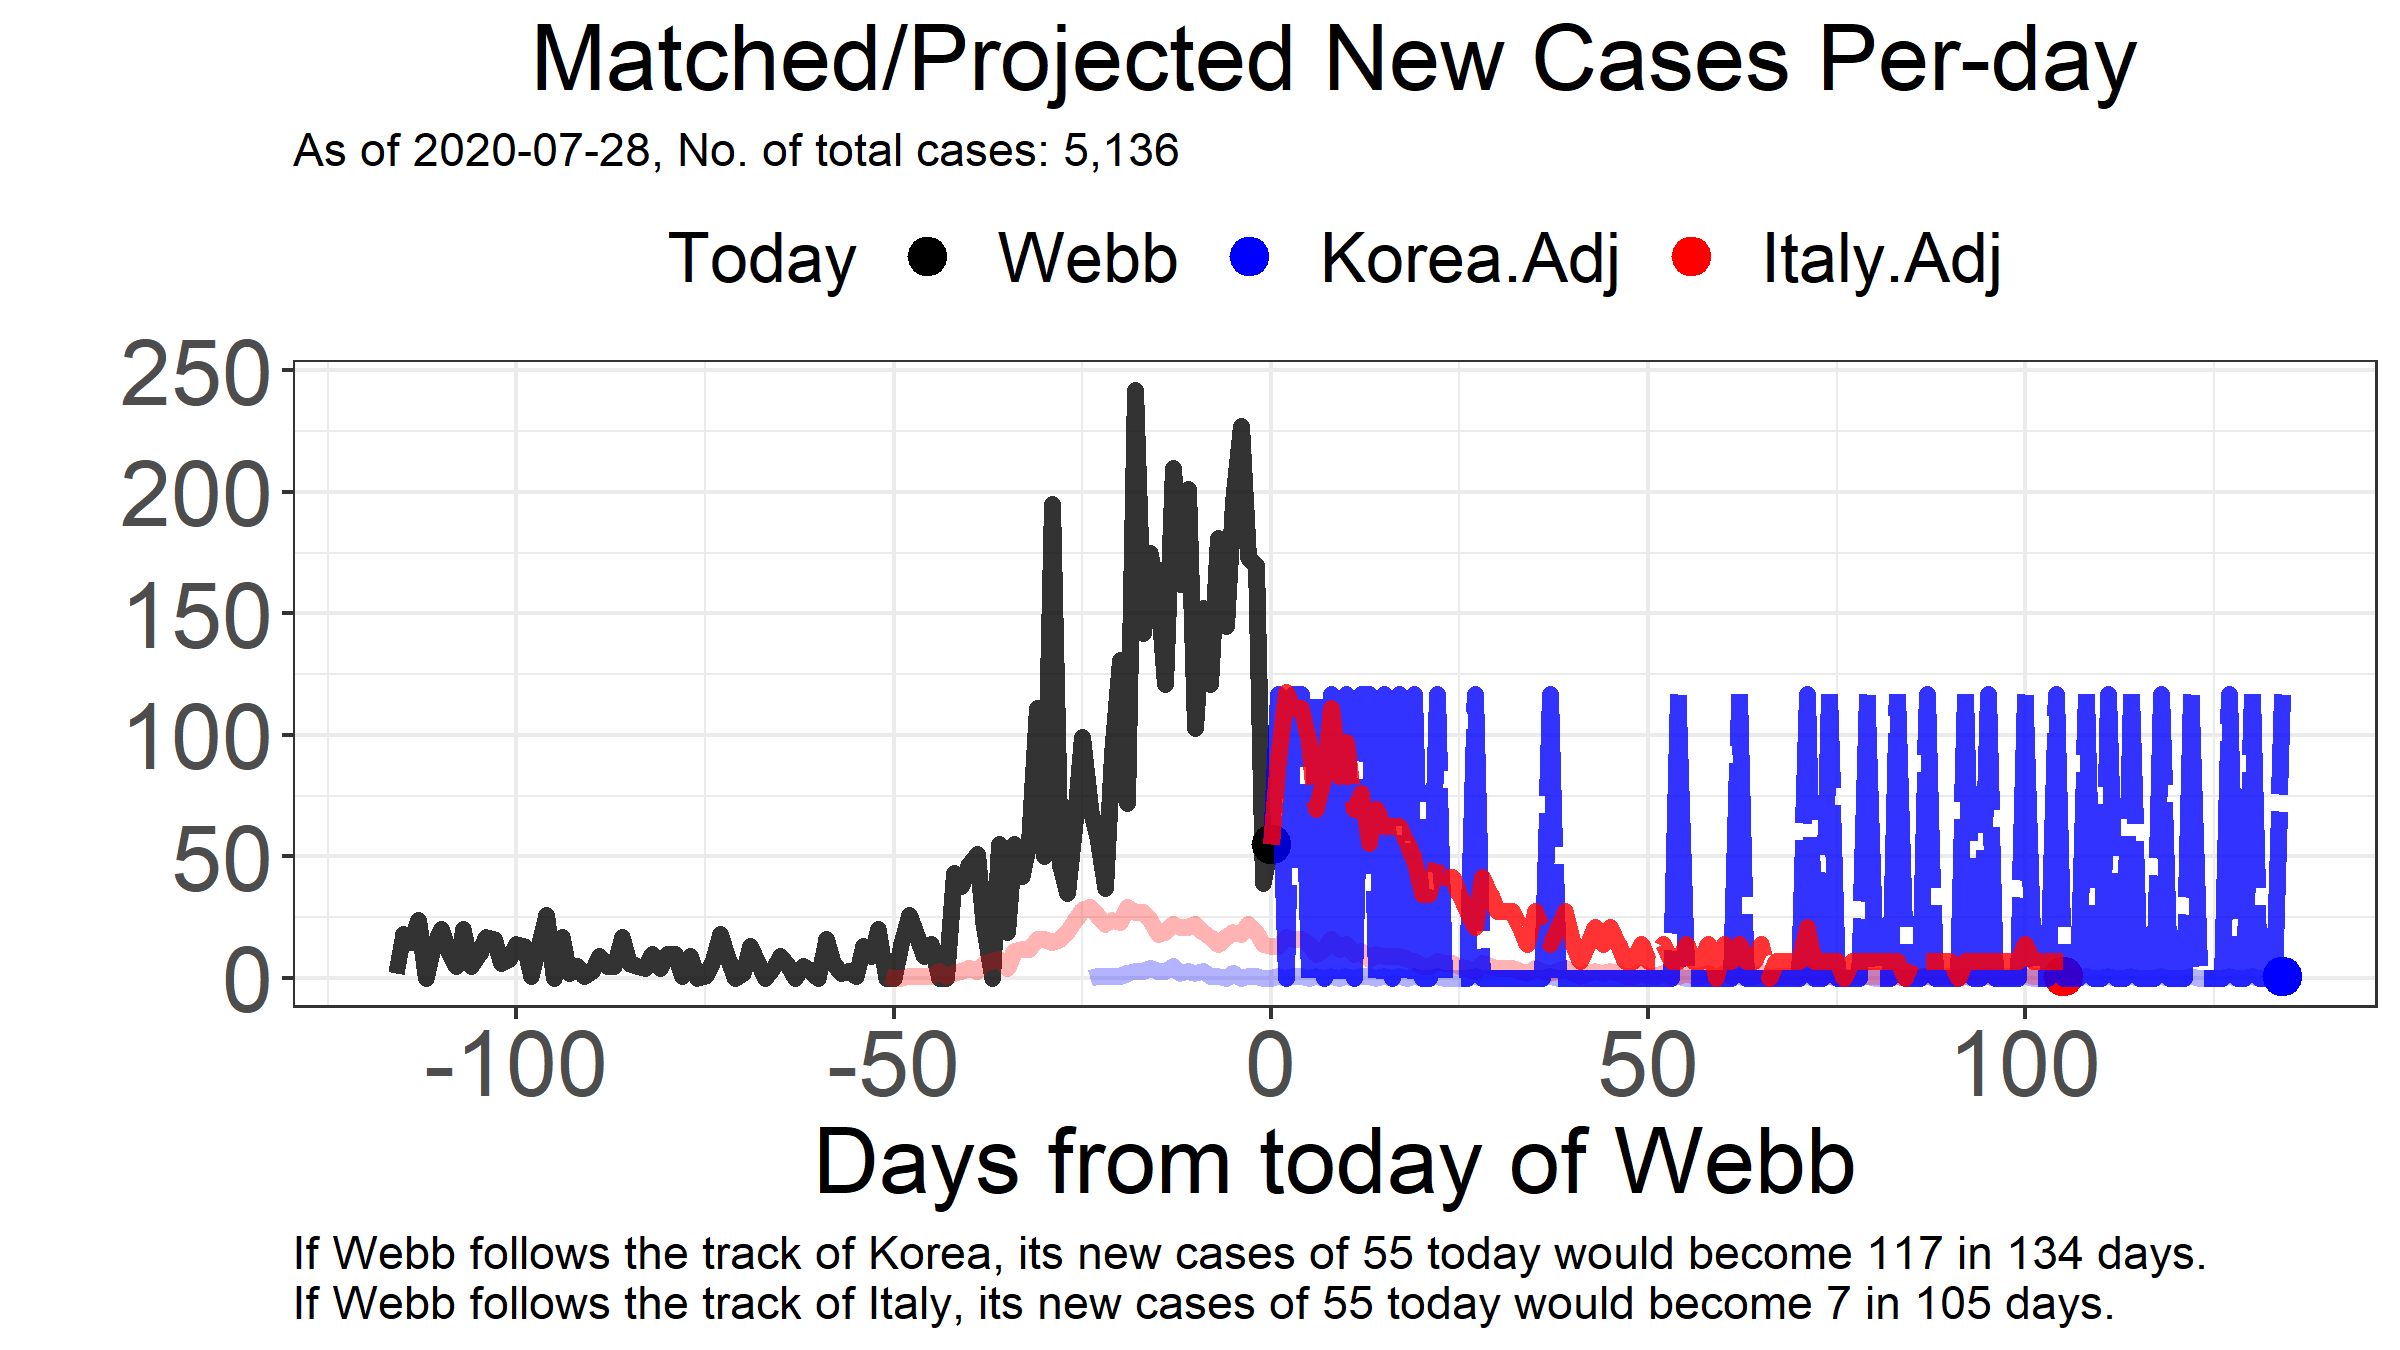 Matched/Projected New Cases Per-day
As of 2020-07-28, No. of total cases: 5,136
Today Webb Korea.Adj Italy.Adj
250
200
150
100
50
0
-100 -50 0 50 100
Days from today of Webb
If Webb follows the track of Korea, its new cases of 55 today would become 117 in 134 days.
If Webb follows the track of Italy, its new cases of 55 today would become 7 in 105 days.